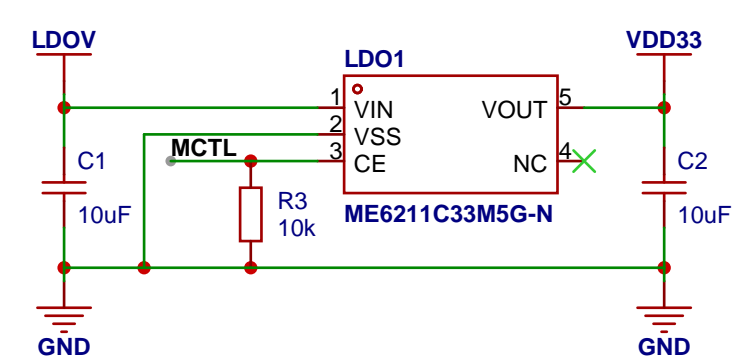 LDOV
VDD33
LDO1
1
VIN
VOUT
5
2
VSS
MCTL
3
CE
NC
4
C1
10uF
R3
10k
ME6211C33M5G-N
C2
10uF
GND
GND